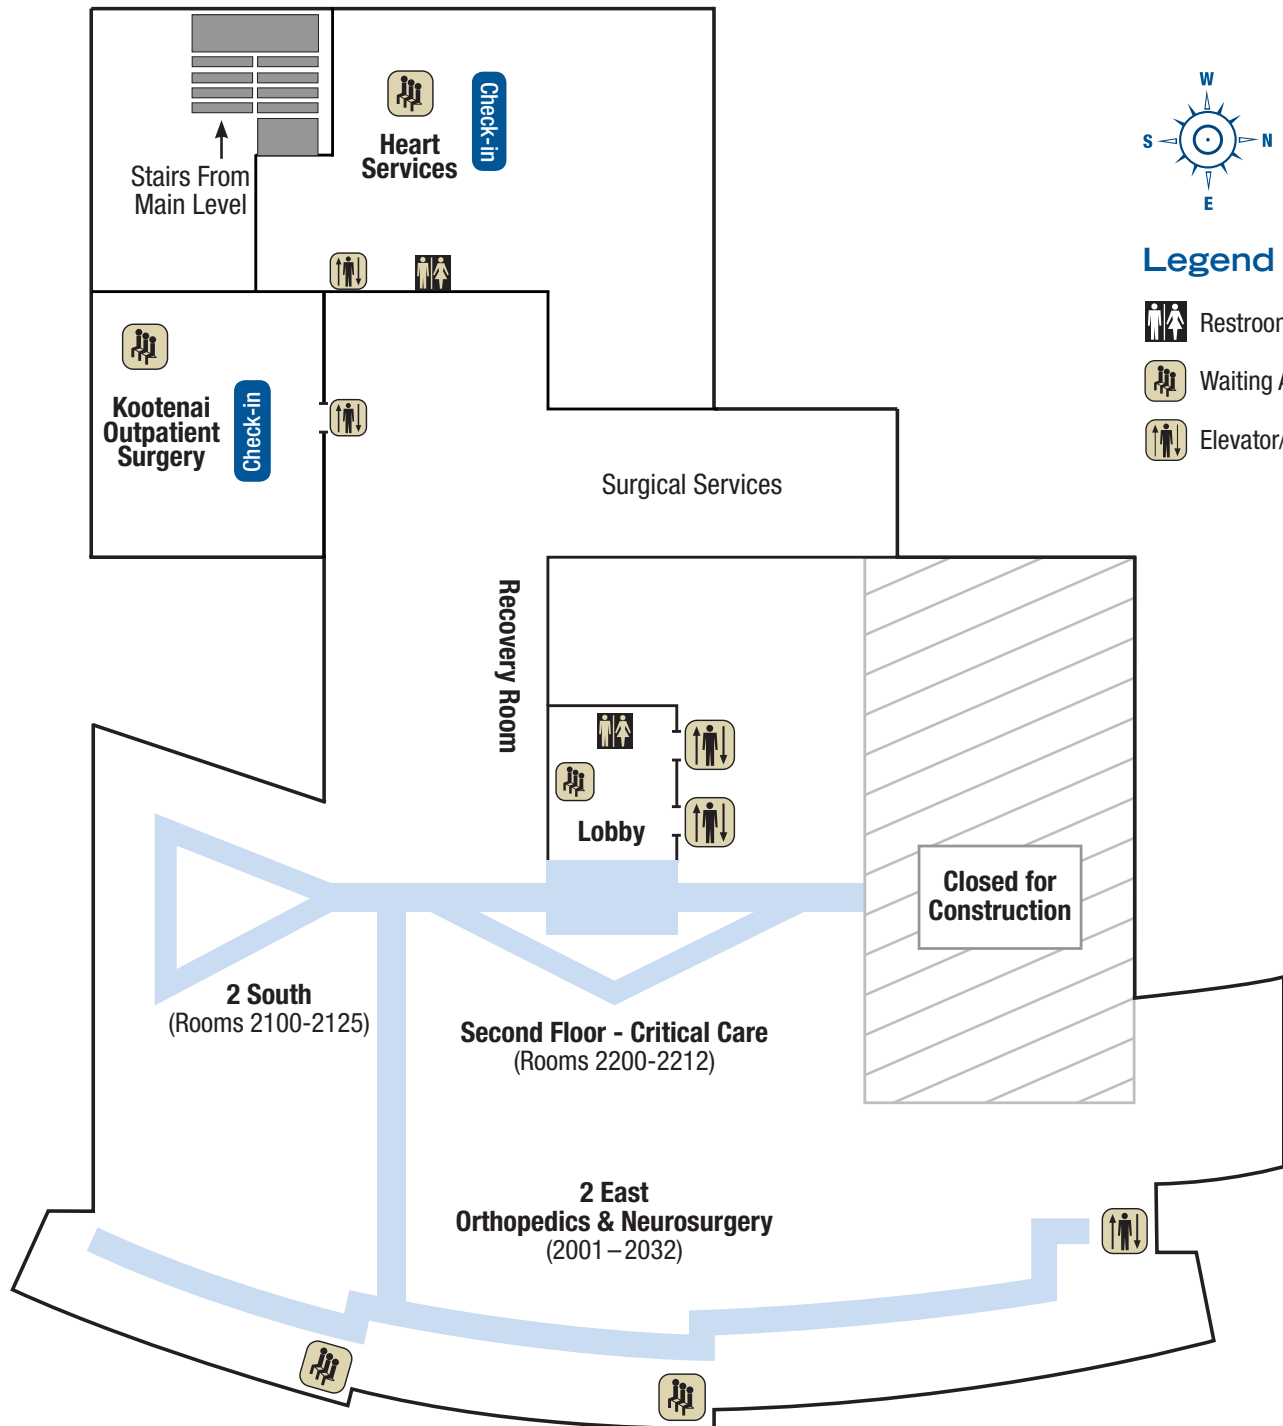 Stairs From
Main Level
Heart
Services
Check-in
W
S
N
E
Legend
Waiting
Kootenai
Outpatient
Surgery
Check-in
Surgical Services
Recovery Room
Lobby
Closed for
Construction
2 South
(Rooms 2100-2125)
Second Floor - Critical Care
(Rooms 2200-2212)
2 East
Orthopedics & Neurosurgery
(2001–2032)
Elevator/